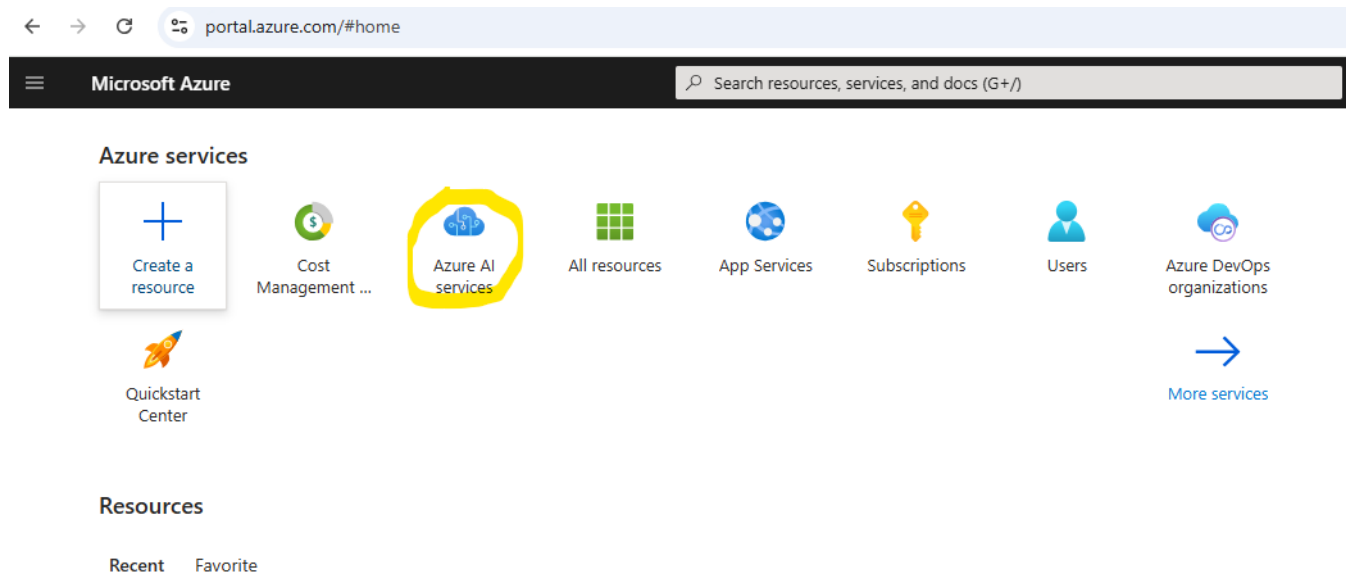 portal.azure.com/#home
Microsoft Azure
Search resources, services, and docs (G+/)
Azure services
Create a
resource
Cost
Management ...
Azure AI
services
All resources
App Services
Subscriptions
Users
Azure DevOps
organizations
Quickstart
Center
More services
Resources
Recent
Favorite